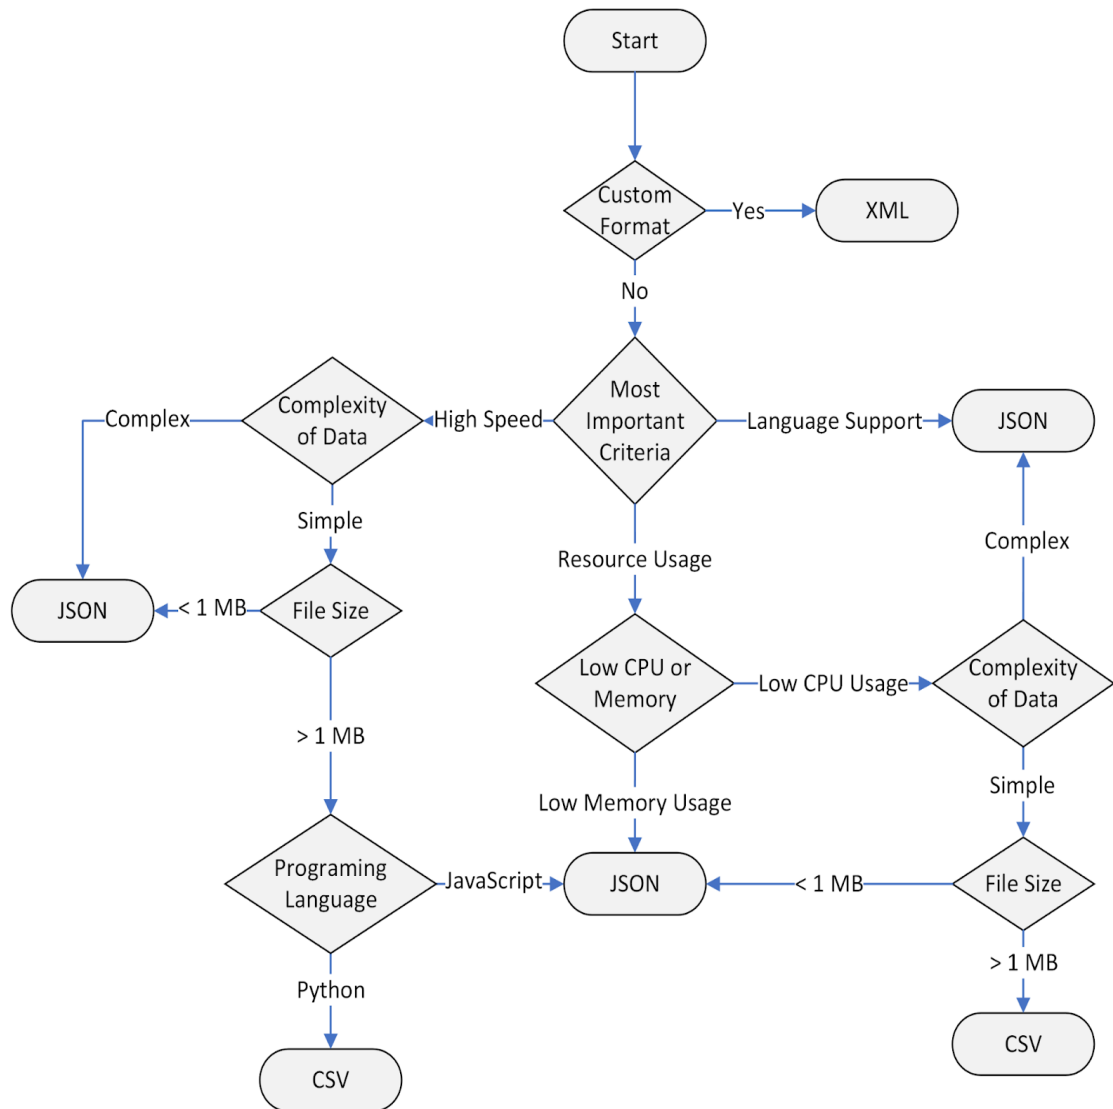 Start
Custom
Format
Yes
XML
No
Complexity
of Data
Complex
High Speed
Most
Important
Criteria
Language Support
JSON
Simple
Resource Usage
Complex
JSON
< 1 MB
File Size
Low CPU or
Memory
Low CPU Usage
Complexity
of Data
> 1 MB
Low Memory Usage
Simple
Programing
Language
JavaScript
JSON
< 1 MB
File Size
Python
> 1 MB
CSV
CSV